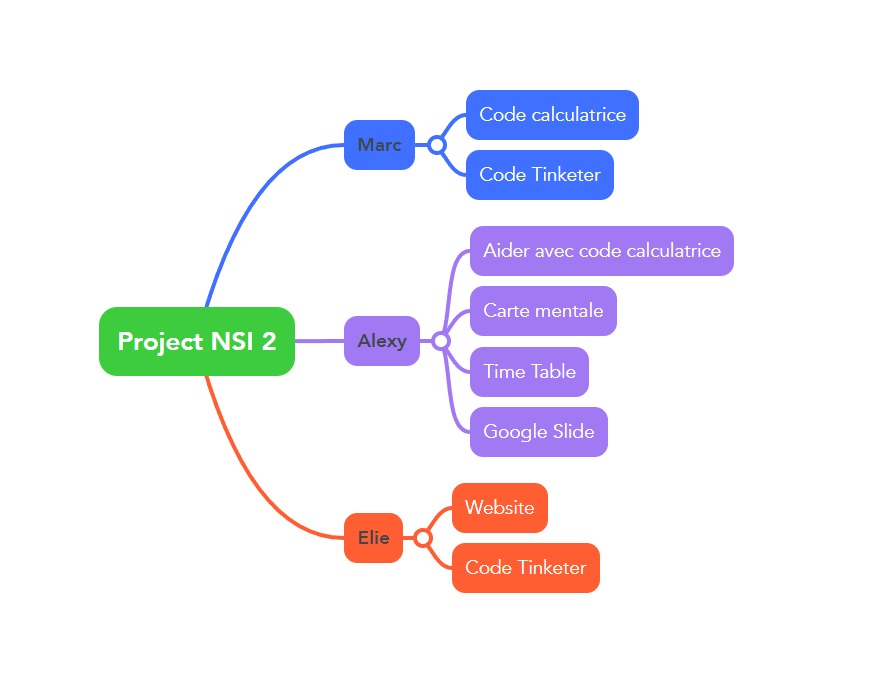 Project NSI 2
Marc
Code calculatrice
Code Tinketer
Alexy
Aider avec code calculatrice
Carte mentale
Time Table
Google Slide
Elie
Website
Code Tinketer